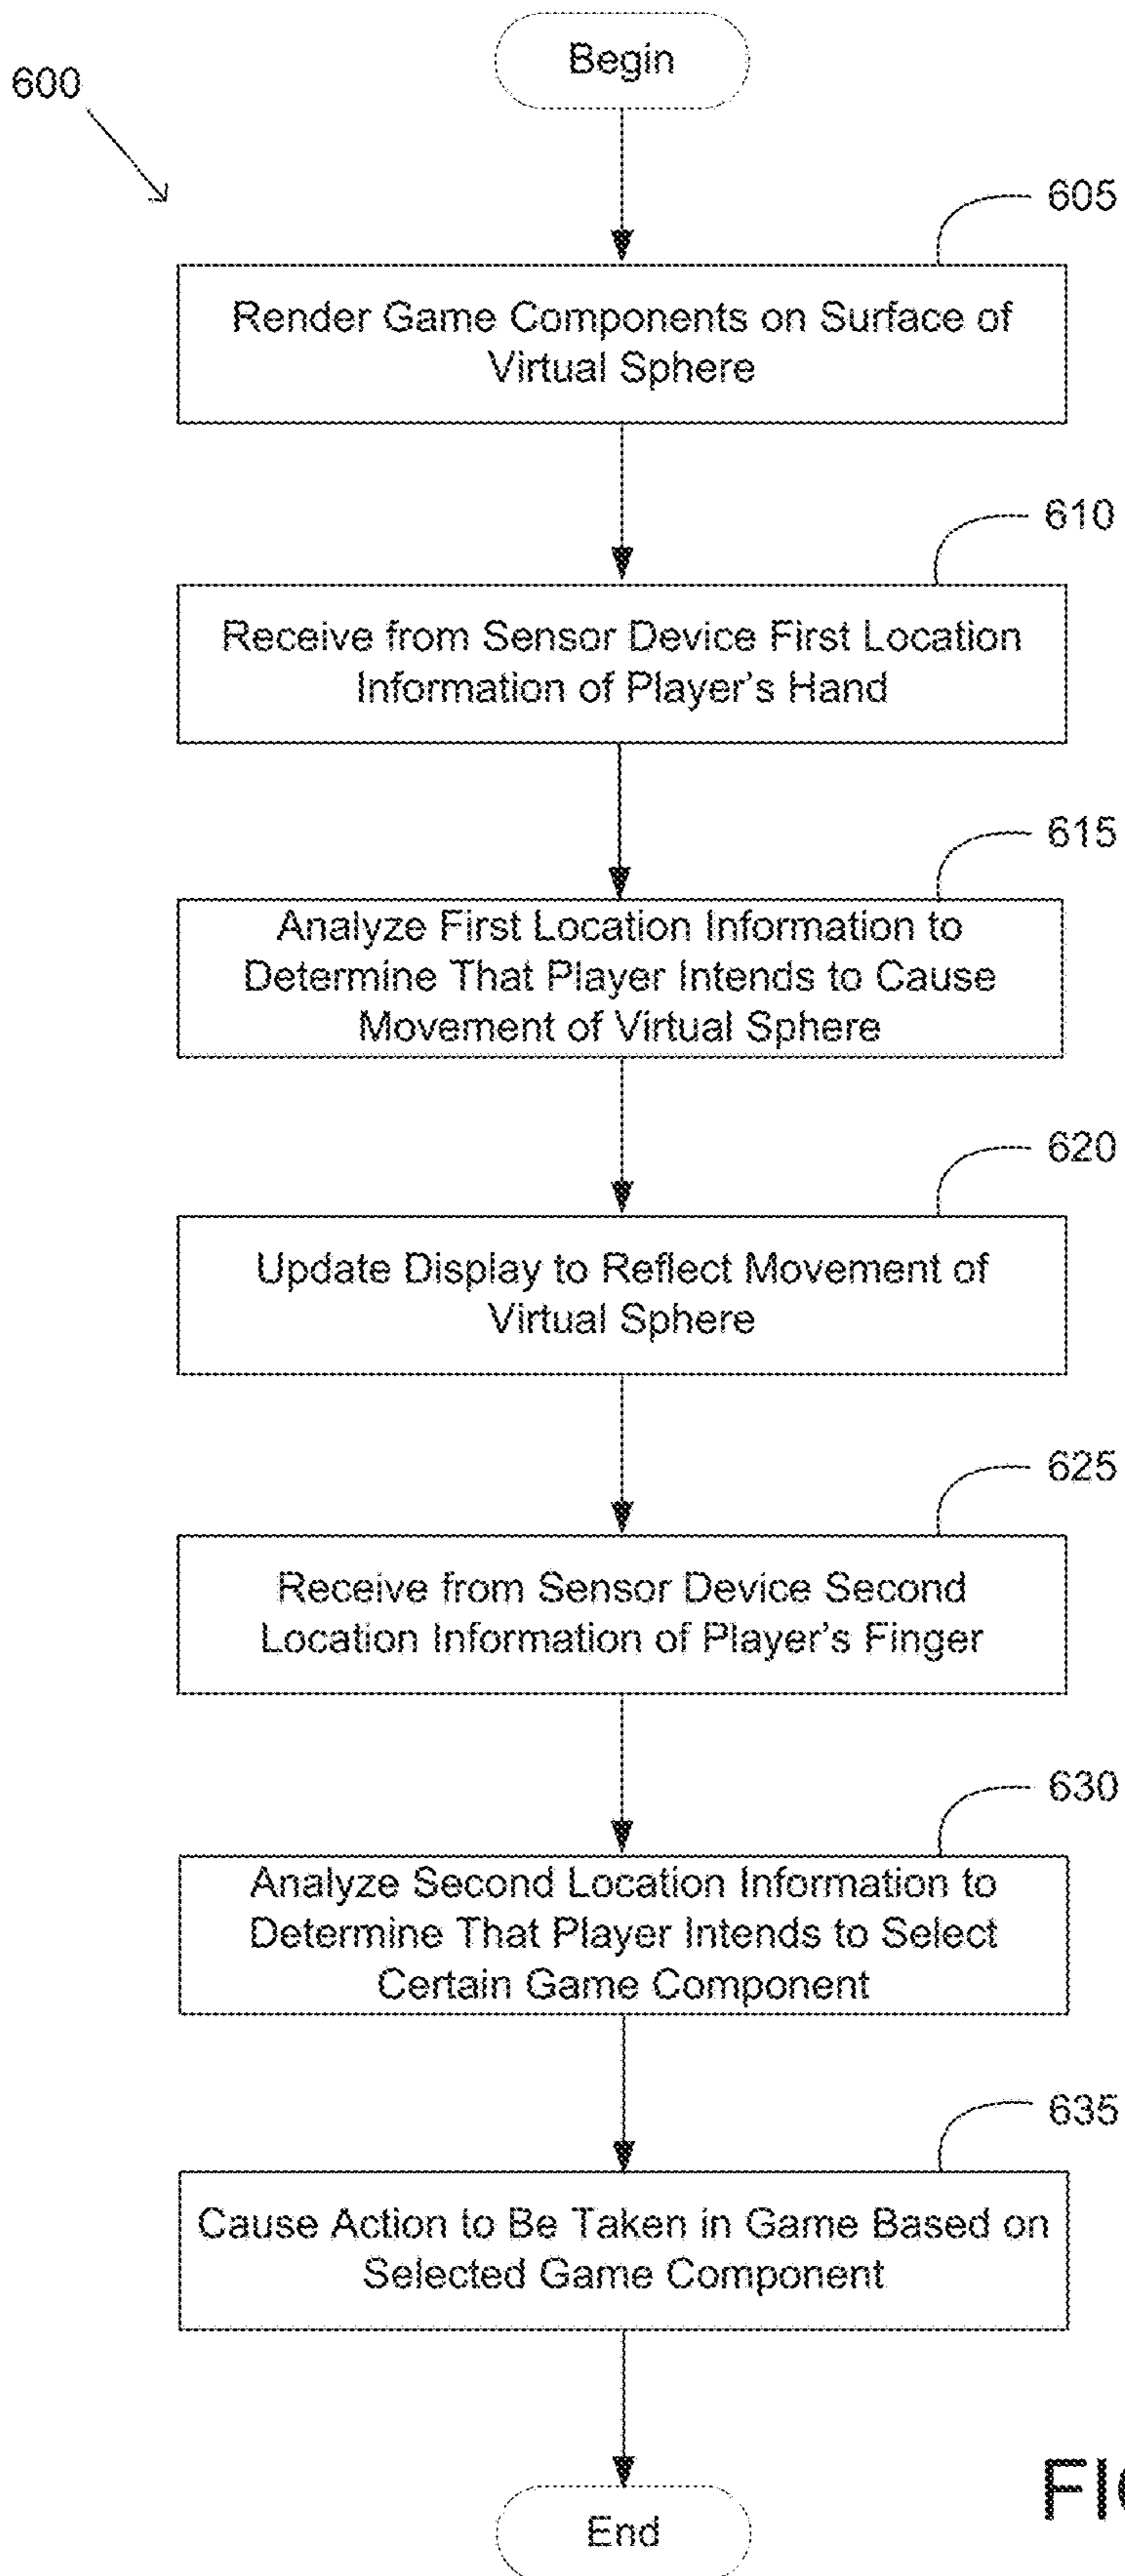 Begin
600
605
Render Game Components on Surface of
Virtual Sphere
610
Receive from Sensor Device First Location
Information of Player's Hand
615
Analyze First Location Information to
Determine That Player Intends to Cause
Movement of Virtual Sphere
620
Update Display to Reflect Movement of
Virtual Sphere
625
Receive from Sensor Device Second
Location Information of Player's Finger
630
Analyze Second Location Information to
Determine That Player Intends to Select
Certain Game Component
635
Cause Action to Be Taken in Game Based on
Selected Game Component
End